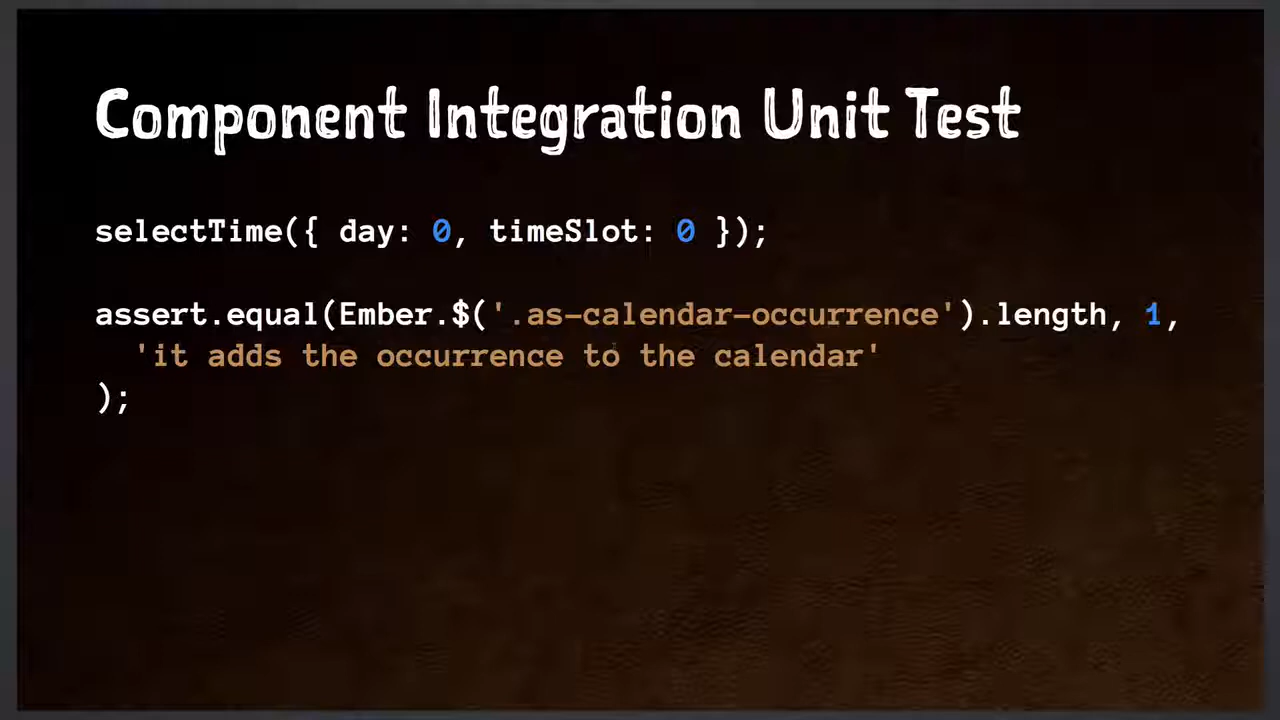 Component Integration Unit Test
selectTime({ day: 0, timeSlot: 0 });
assert.equal(Ember.$('.as-calendar-occurrence').length, 1,
'it adds the occurrence to the calendar'
);